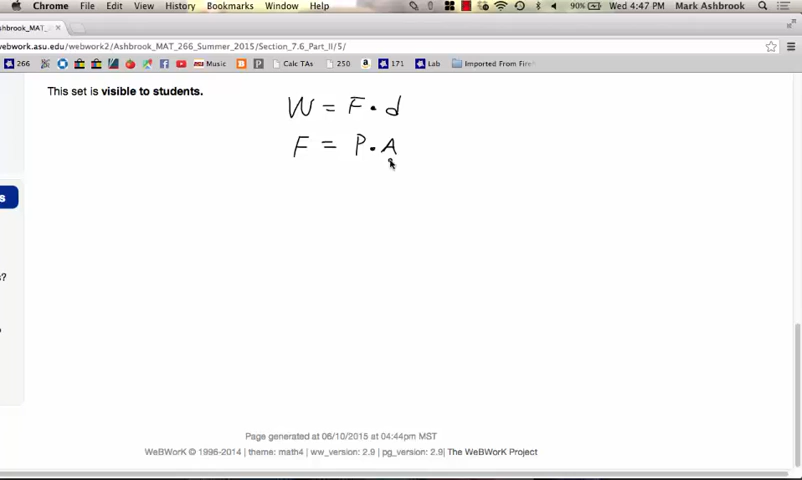 Chrome File Edit View History Bookmarks Window Help 90% Wed 4:47 PM Mark Ashbrook
shbrook_MAT_
webwork.asu.edu/webwork2/Ashbrook_MAT_266_Summer_2015/Section_7.6_Part_II/5/
266 Music Calc TAs 250 171 Lab Imported From Firef
This set is visible to students.
W = F • d
F = P • A
s
s?
Page generated at 06/10/2015 at 04:44pm MST
WeBWorK © 1996-2014 | theme: math4 | ww_version: 2.9 | pg_version: 2.9| The WeBWorK Project